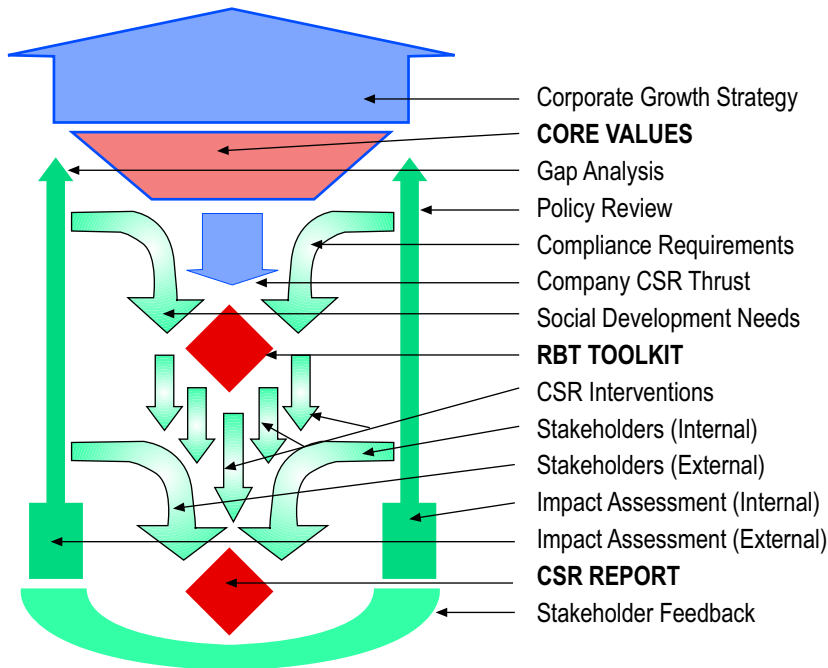 Corporate Growth Strategy
CORE VALUES
Gap Analysis
Policy Review
Compliance Requirements
Company CSR Thrust
Social Development Needs
RBT TOOLKIT
CSR Interventions
Stakeholders (Internal)
Stakeholders (External)
Impact Assessment (Internal)
Impact Assessment (External)
CSR REPORT
Stakeholder Feedback